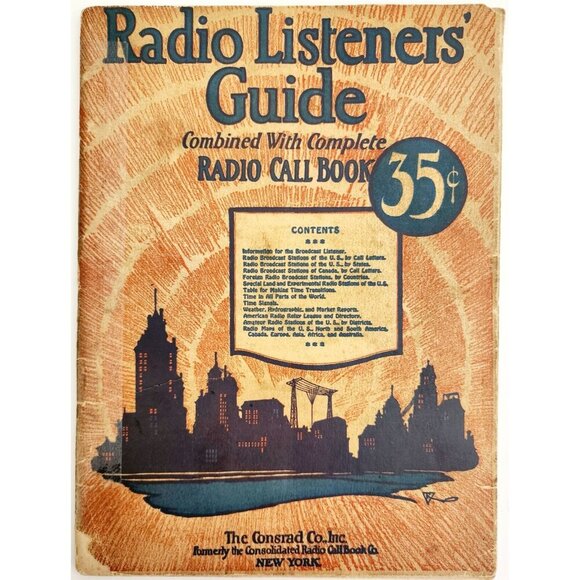 Radio Listeners'
Guide
Combined With Complete
RADIO CALL BOOK
35¢
CONTENTS
* * *
Information for the Broadcast Listener.
Radio Broadcast Stations of the U. S., by Call Letters.
Radio Broadcast Stations of the U. S., by States.
Radio Broadcast Stations of Canada, by Call Letters.
Foreign Radio Broadcast Stations, by Countries.
Special Land and Experimental Radio Stations of the U.S.
Table for Making Time Transitions.
Time in All Parts of the World.
Time Signals.
Weather, Hydrographic, and Market Reports.
American Radio Relay League and Directory.
Amateur Radio Stations of the U. S., by Districts.
Radio Maps of the U. S., North and South America,
Canada, Europe, Asia, Africa, and Australia.
* * *
The Consrad Co., Inc.
Formerly the Consolidated Radio Call Book Co.
NEW YORK.